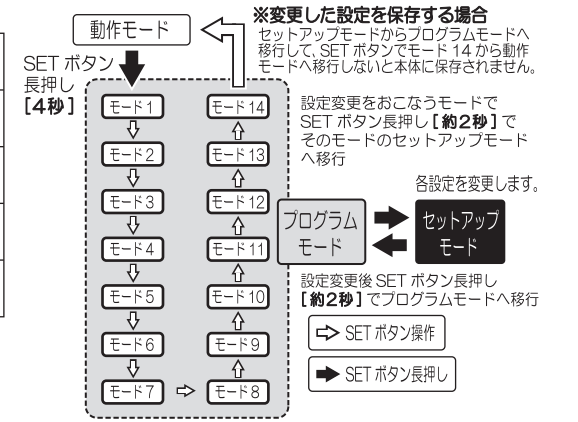 動作モード
※変更した設定を保存する場合
セットアップモードからプログラムモードへ
移行して、SET ボタンでモード 14 から動作
モードへ移行しないと本体に保存されません。
SET ボタン
長押し
[4秒]
モード1
モード2
モード3
モード4
モード5
モード6
モード7
モード8
モード9
モード10
モード11
モード12
モード13
モード14
設定変更をおこなうモードで
SET ボタン長押し[約2秒]で
そのモードのセットアップモード
へ移行
各設定を変更します。
プログラム
モード
セットアップ
モード
設定変更後 SET ボタン長押し
[約2秒]でプログラムモードへ移行
⇨ SET ボタン操作
➡ SET ボタン長押し